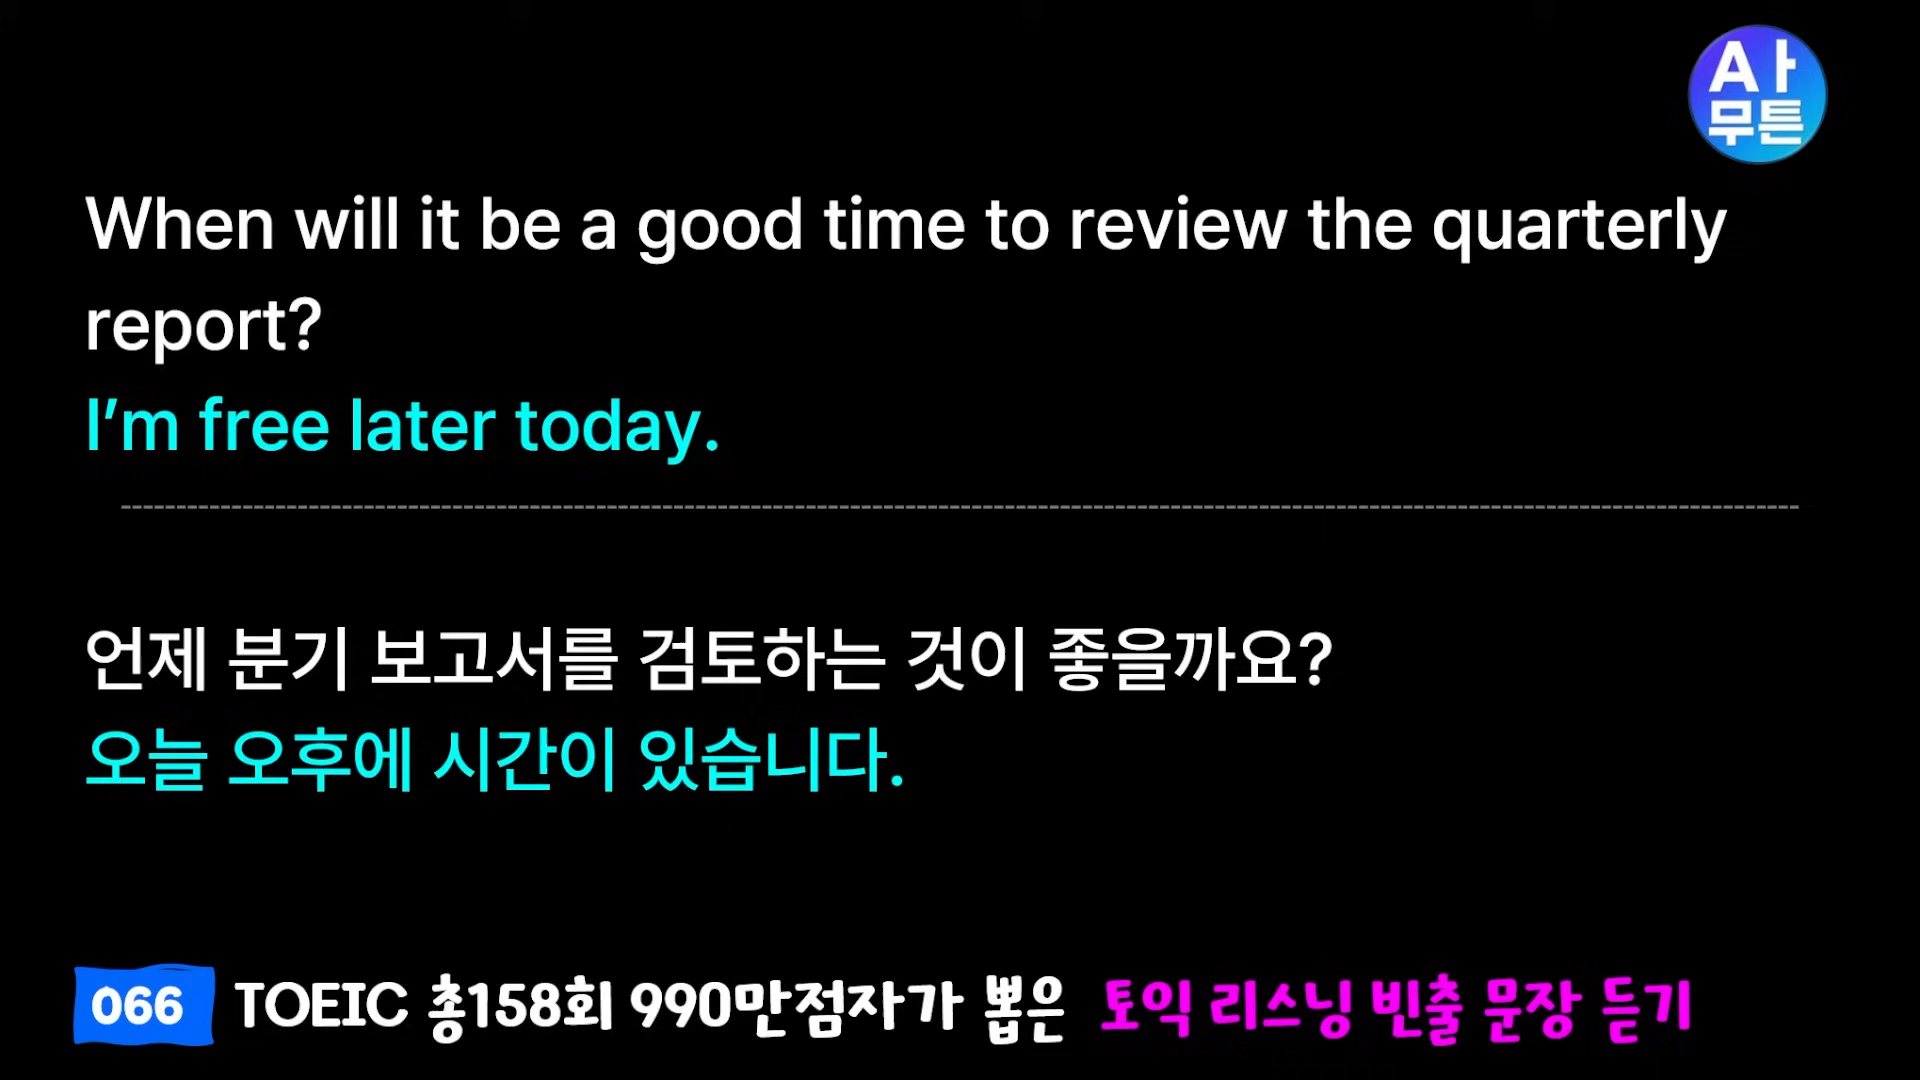 A ㅏ
무튼
When will it be a good time to review the quarterly
report?
I’m free later today.
언제 분기 보고서를 검토하는 것이 좋을까요?
오늘 오후에 시간이 있습니다.
066 TOEIC 총158회 990만점자가 뽑은 토익 리스닝 빈출 문장 듣기